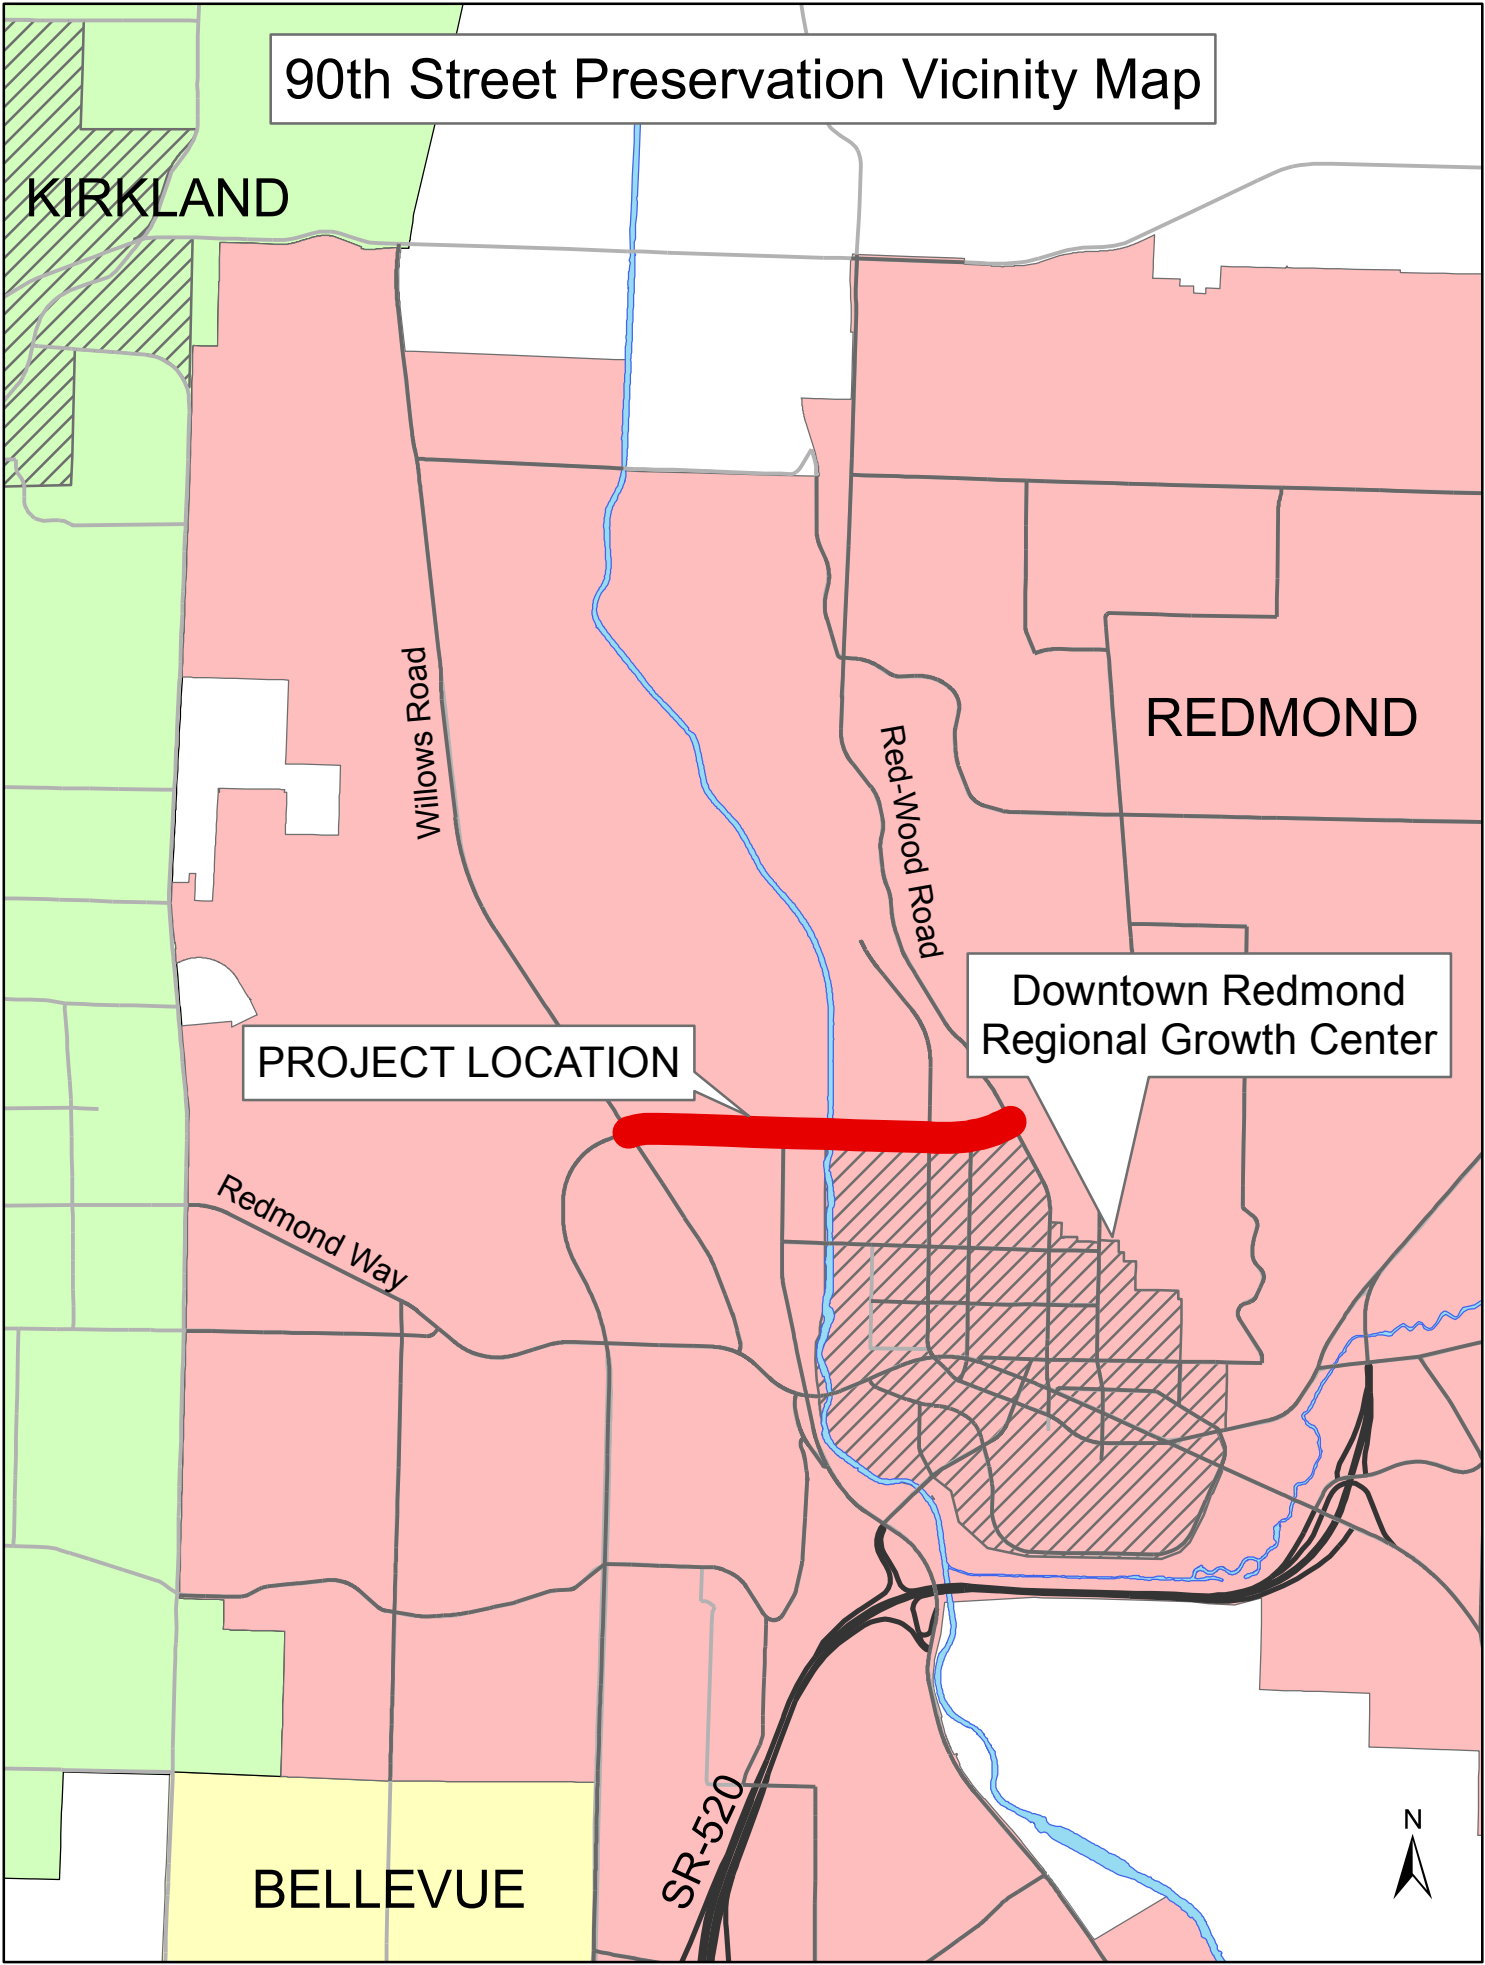 90th Street Preservation Vicinity Map
KIRKLAND
Willows Road
REDMOND
Red-Wood Road
Downtown Redmond
Regional Growth Center
PROJECT LOCATION
Redmond Way
SR-520
N
BELLEVUE